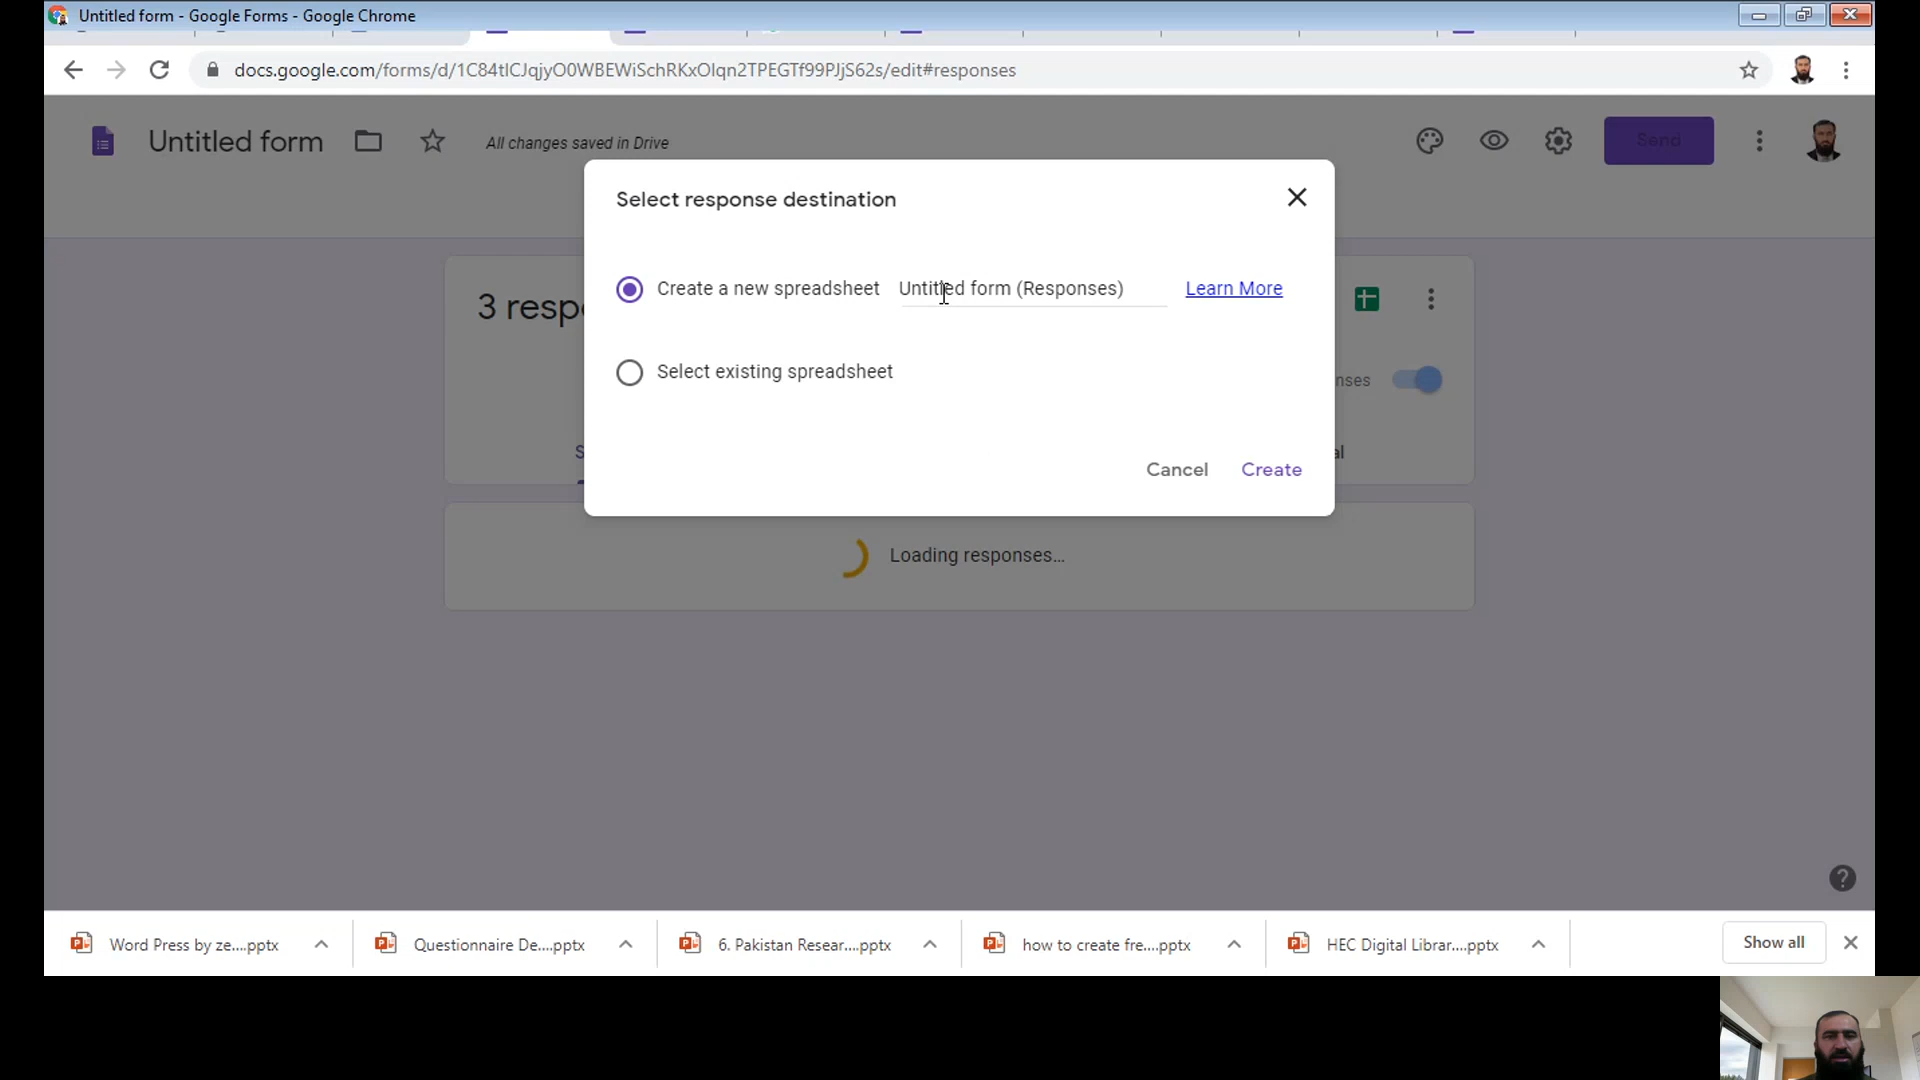 Untitled form - Google Forms - Google Chrome
docs.google.com/forms/d/1C84tICJqjyO0WBEWiSchRKxOIqn2TPEGTf99PJjS62s/edit#responses
Untitled form
All changes saved in Drive
Send
Select response destination
Create a new spreadsheet Untitled form (Responses) Learn More
3 resp
Select existing spreadsheet
nses
S
al
Cancel Create
Loading responses...
Word Press by ze....pptx
Questionnaire De....pptx
6. Pakistan Resear....pptx
how to create fre....pptx
HEC Digital Librar....pptx
Show all